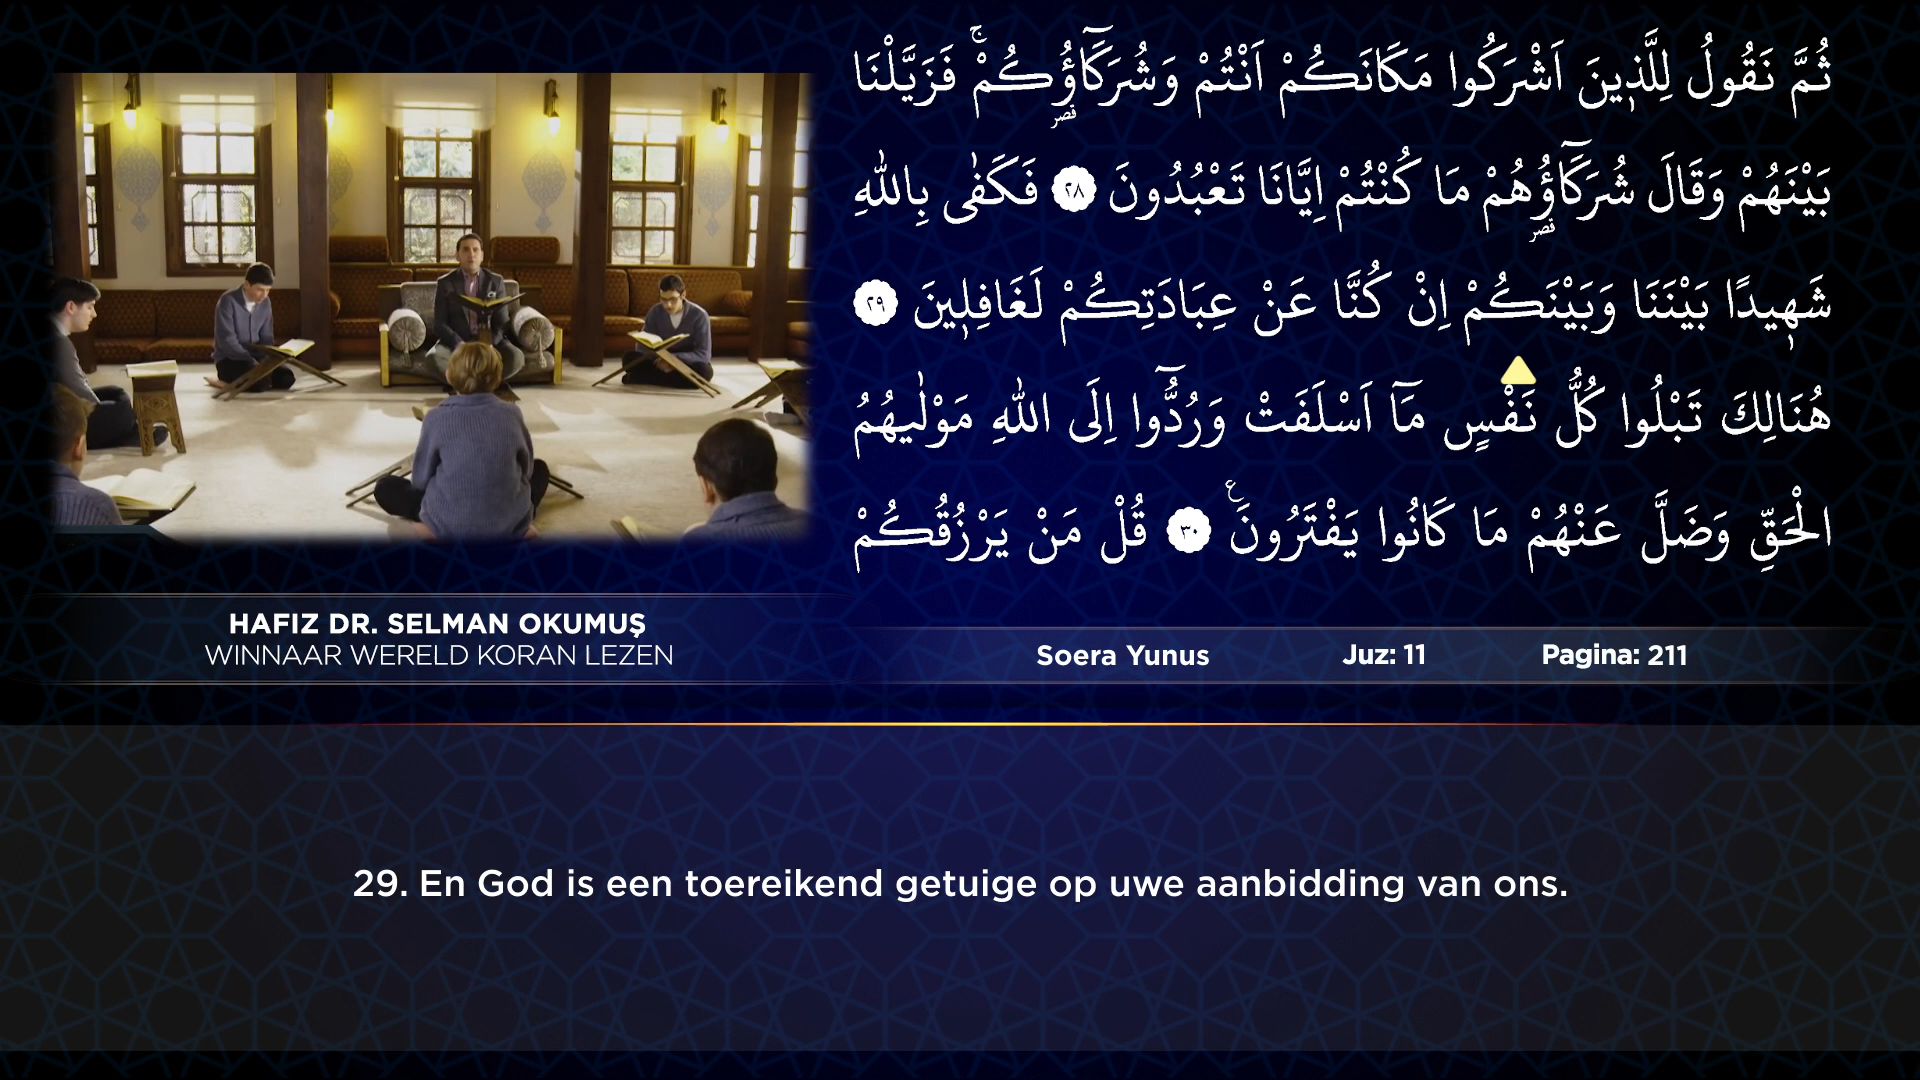 ثُمَّ نَقُولُ لِلَّذ۪ينَ اَشْرَكُوا مَكَانَكُمْ اَنْتُمْ وَشُرَكَٓاؤُ۬كُمْۚ فَزَيَّلْنَا
قصر
بَيْنَهُمْ وَقَالَ شُرَكَٓاؤُ۬هُمْ مَا كُنْتُمْ اِيَّانَا تَعْبُدُونَ ﴿٢٨﴾ فَكَفٰى بِاللّٰهِ
قصر
شَه۪يدًا بَيْنَنَا وَبَيْنَكُمْ اِنْ كُنَّا عَنْ عِبَادَتِكُمْ لَغَافِل۪ينَ ﴿٢٩﴾
هُنَالِكَ تَبْلُوا كُلُّ نَفْسٍ مَٓا اَسْلَفَتْ وَرُدُّٓوا اِلَى اللّٰهِ مَوْلٰيهُمُ
الْحَقِّ وَضَلَّ عَنْهُمْ مَا كَانُوا يَفْتَرُونَ ع ﴿٣٠﴾ قُلْ مَنْ يَرْزُقُكُمْ
HAFIZ DR. SELMAN OKUMUŞ
WINNAAR WERELD KORAN LEZEN
Soera Yunus Juz: 11 Pagina: 211
29. En God is een toereikend getuige op uwe aanbidding van ons.